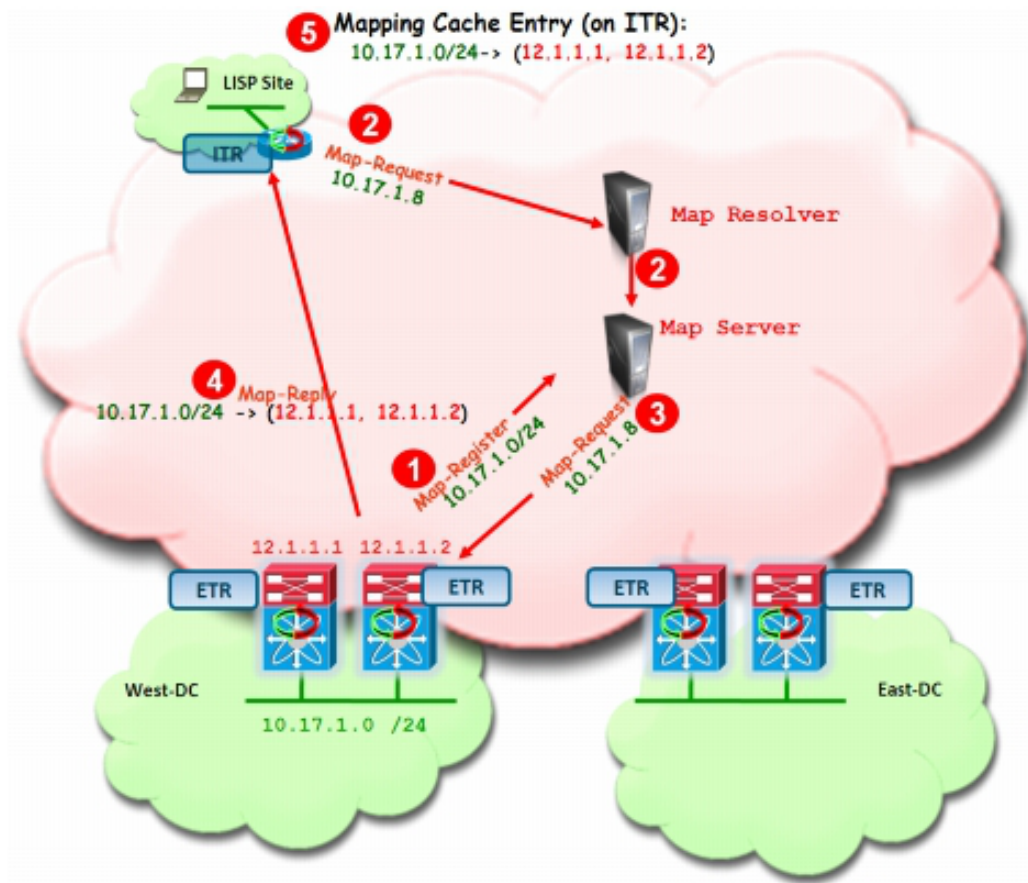 5 Mapping Cache Entry (on ITR):
10.17.1.0/24-> (12.1.1.1, 12.1.1.2)
LISP Site
ITR
2
Map-Request
10.17.1.8
Map Resolver
2
Map Server
4 Map-Reply
10.17.1.0/24 -> (12.1.1.1, 12.1.1.2)
1 Map-Register
10.17.1.0/24
Map-Request 3
10.17.1.8
12.1.1.1 12.1.1.2
ETR
ETR
ETR
ETR
West-DC
East-DC
10.17.1.0 /24